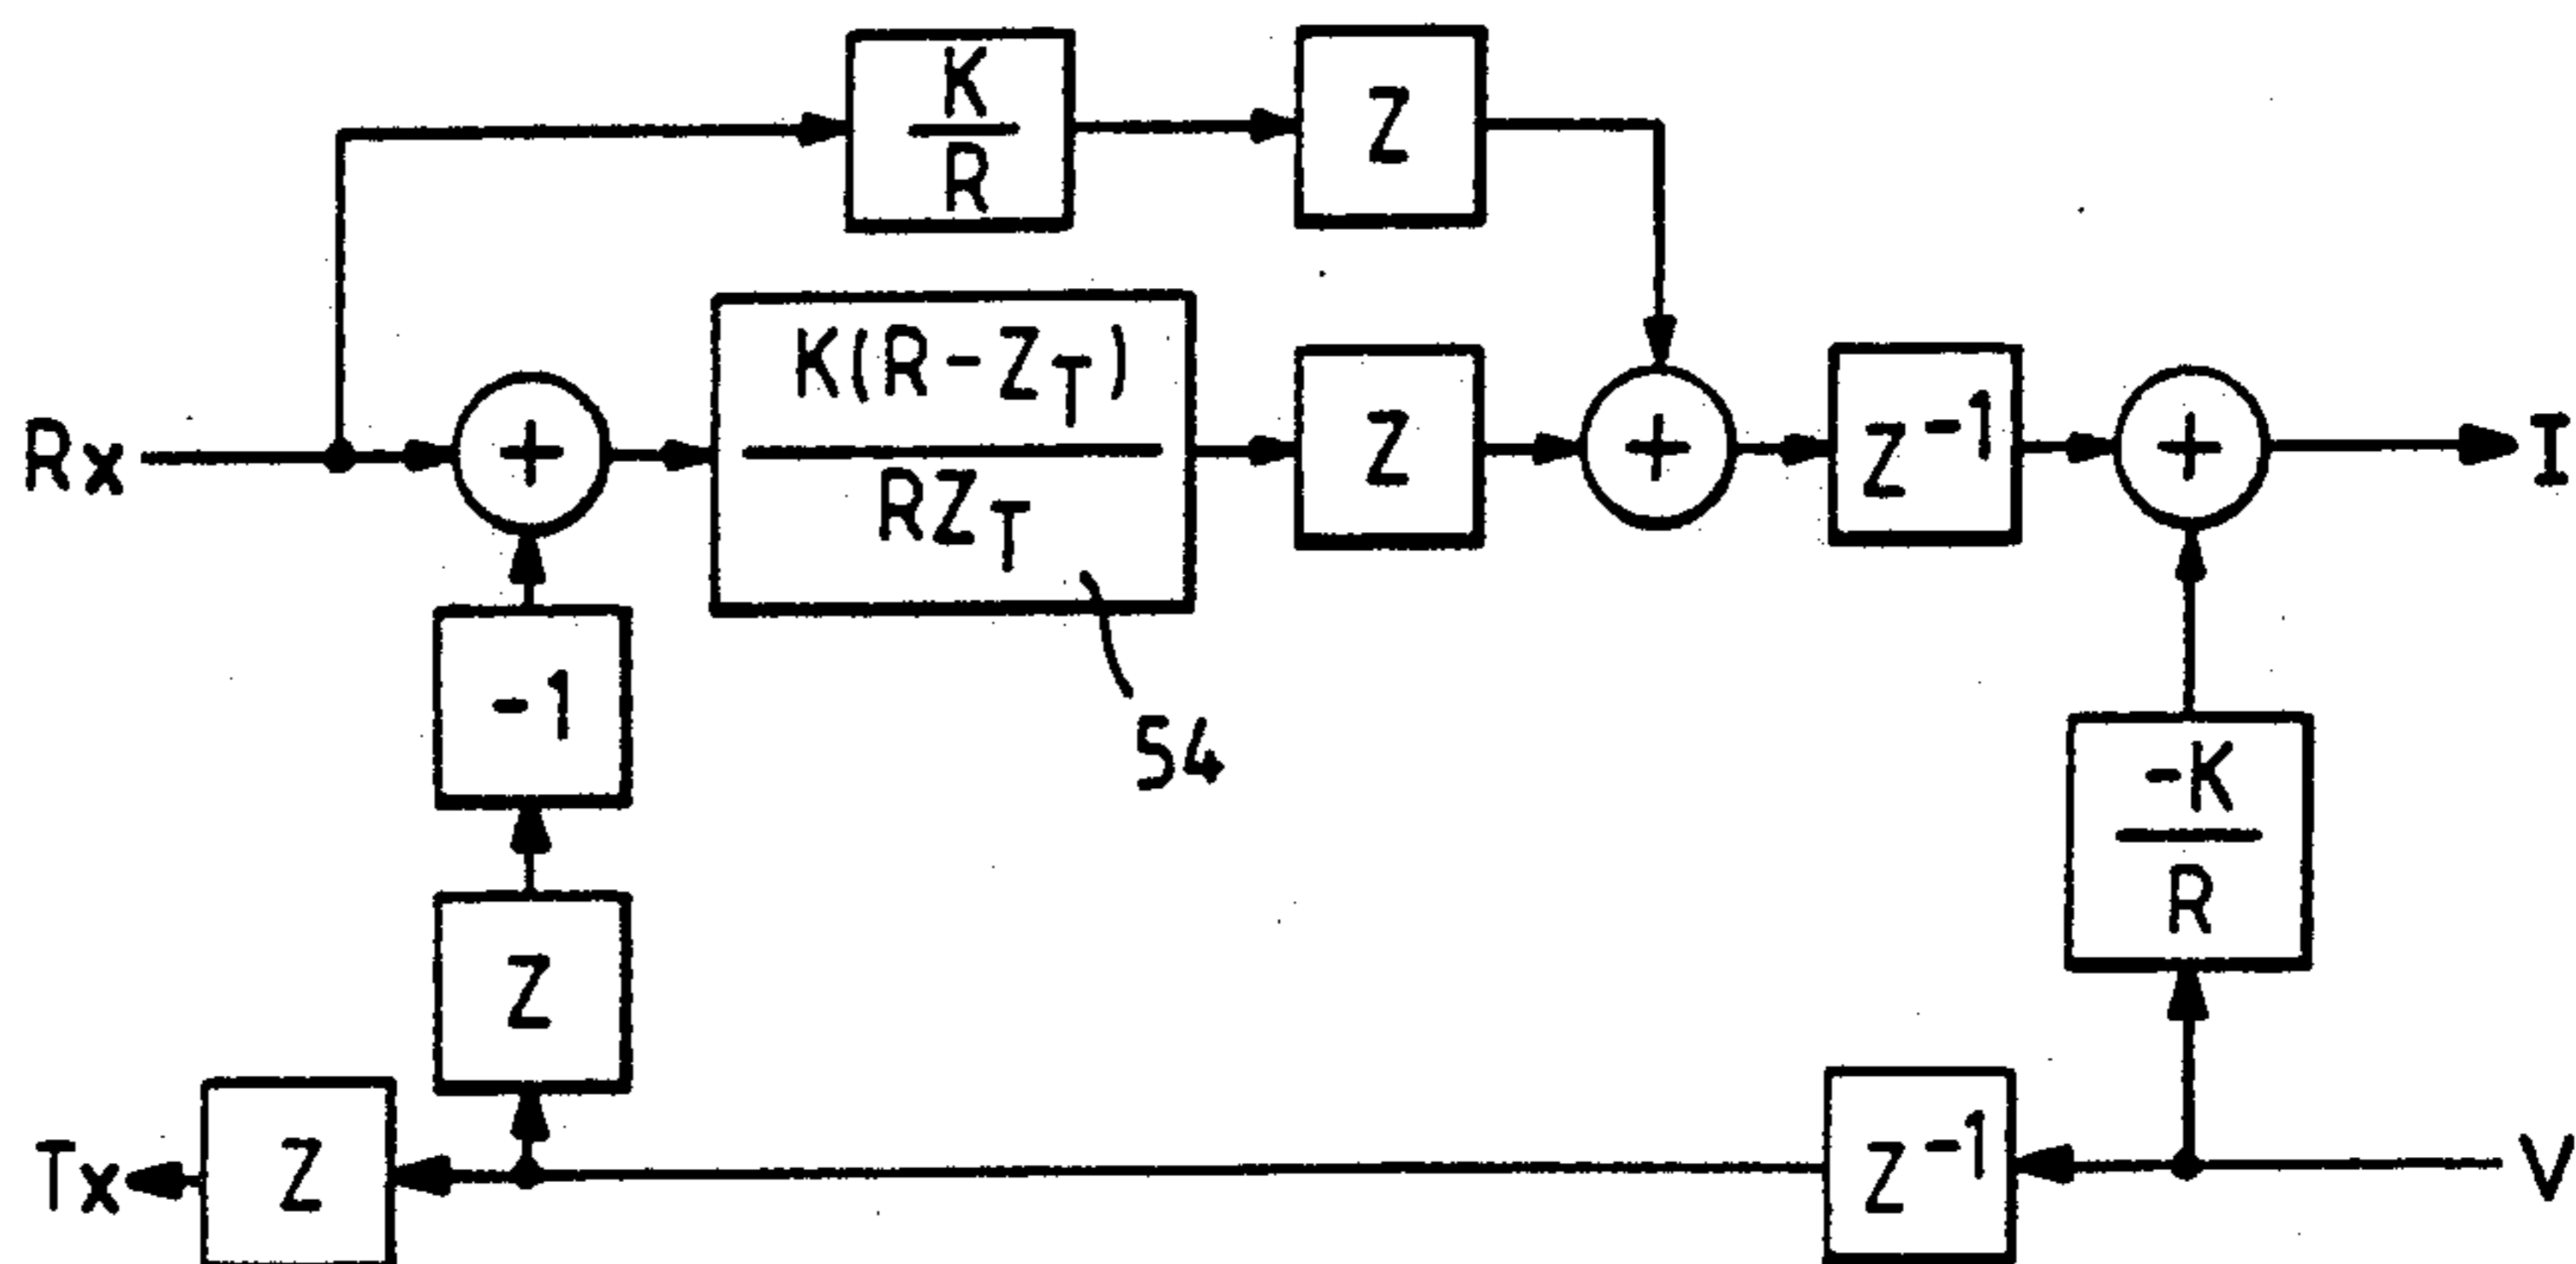 K
R
Z
K(R-ZT)
RZT
Rx
+
Z
+
Z-1
+
I
-1
54
-K
R
Z
Tx
Z
Z-1
V